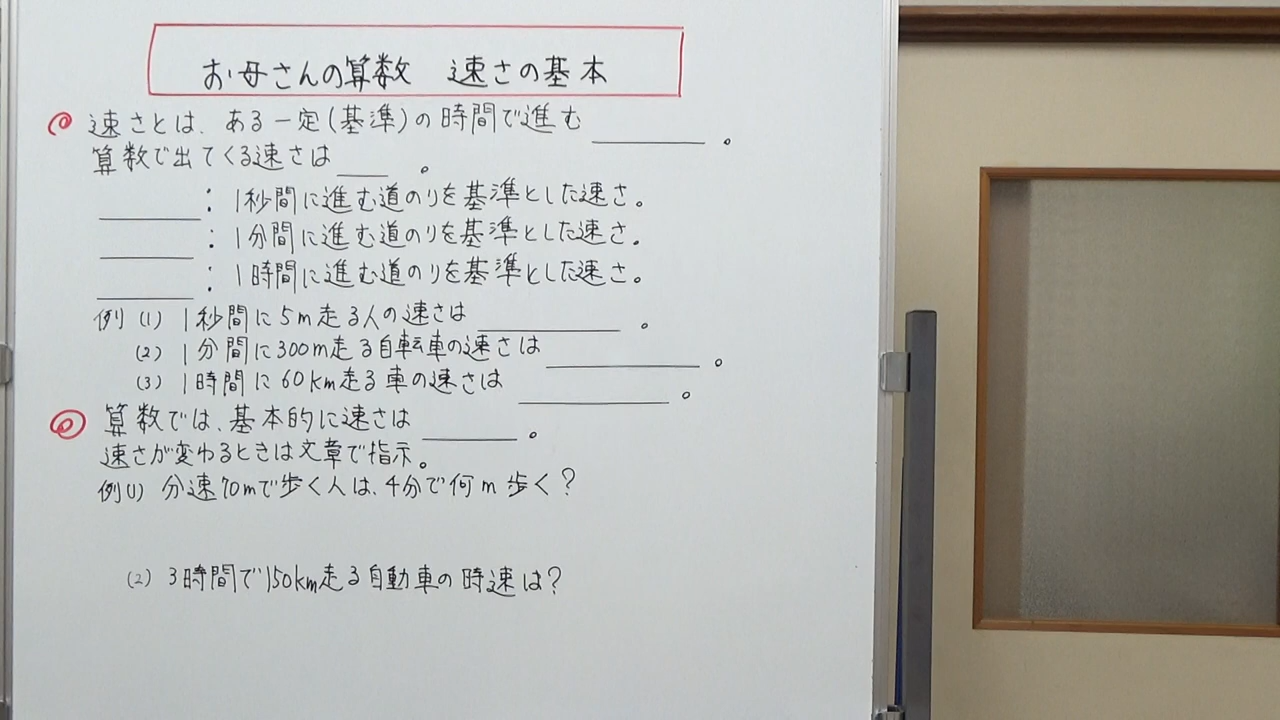 お母さんの算数 速さの基本
速さとは、ある一定(基準)の時間で進む ______。
算数で出てくる速さは ___。
______：1秒間に進む道のりを基準とした速さ。
______：1分間に進む道のりを基準とした速さ。
______：1時間に進む道のりを基準とした速さ。
例(1) 1秒間に5m走る人の速さは ______。
(2) 1分間に300m走る自転車の速さは ______。
(3) 1時間に60km走る車の速さは ______。
算数では、基本的に速さは ______。
速さが変わるときは文章で指示。
例(1) 分速70mで歩く人は、4分で何m歩く？
(2) 3時間で150km走る自動車の時速は？